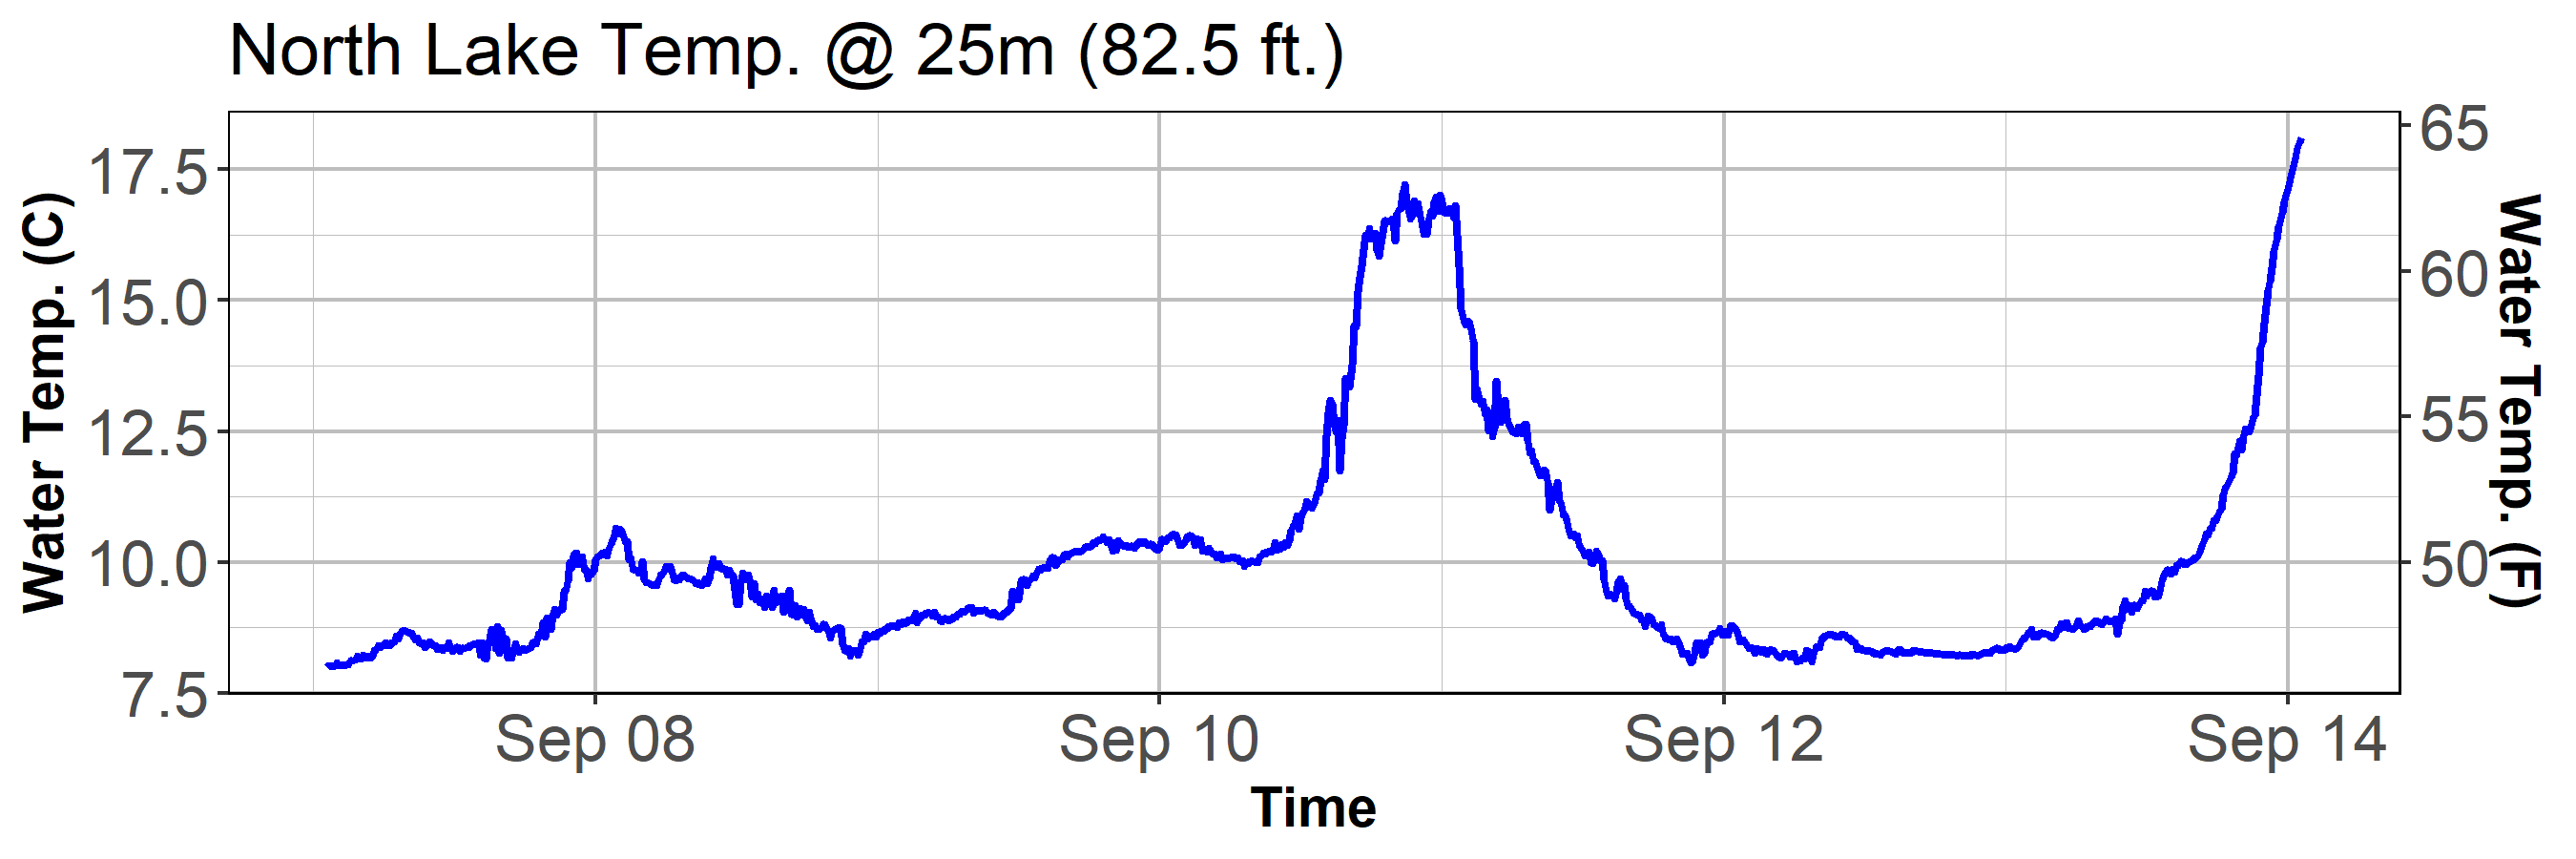 North Lake Temp. @ 25m (82.5 ft.)
Water Temp. (C)
17.5
15.0
12.5
10.0
7.5
65
60
55
50
Water Temp. (F)
Sep 08
Sep 10
Sep 12
Sep 14
Time